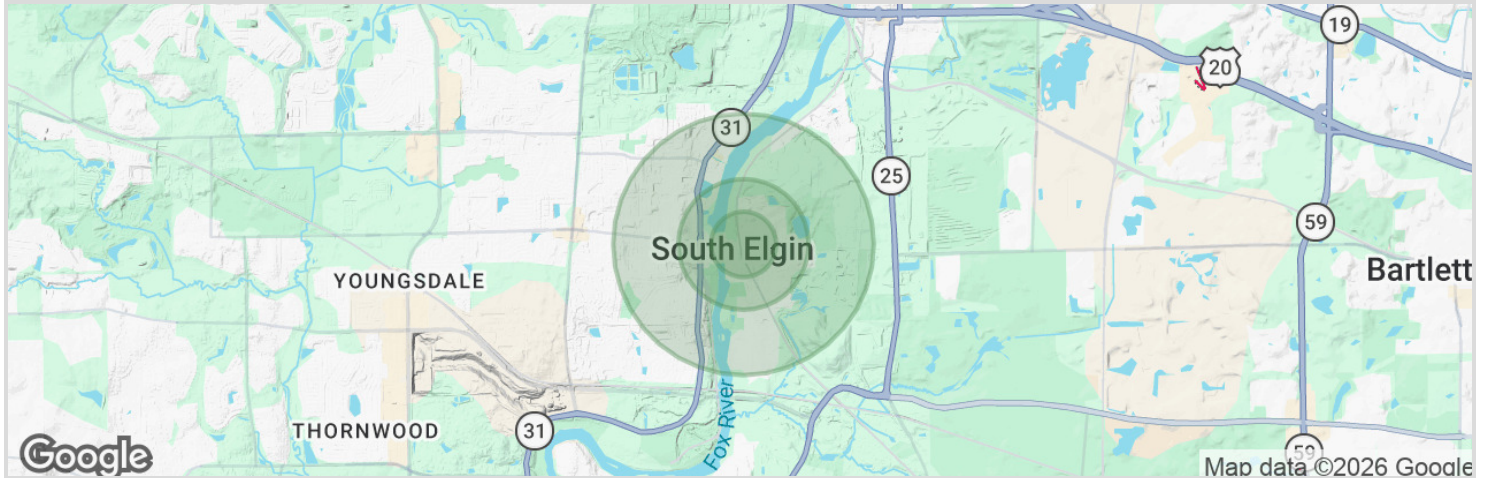 19
20
31
25
59
South Elgin
Bartlett
YOUNGSDALE
Fox River
THORNWOOD
31
59
Google
Map data ©2026 Google